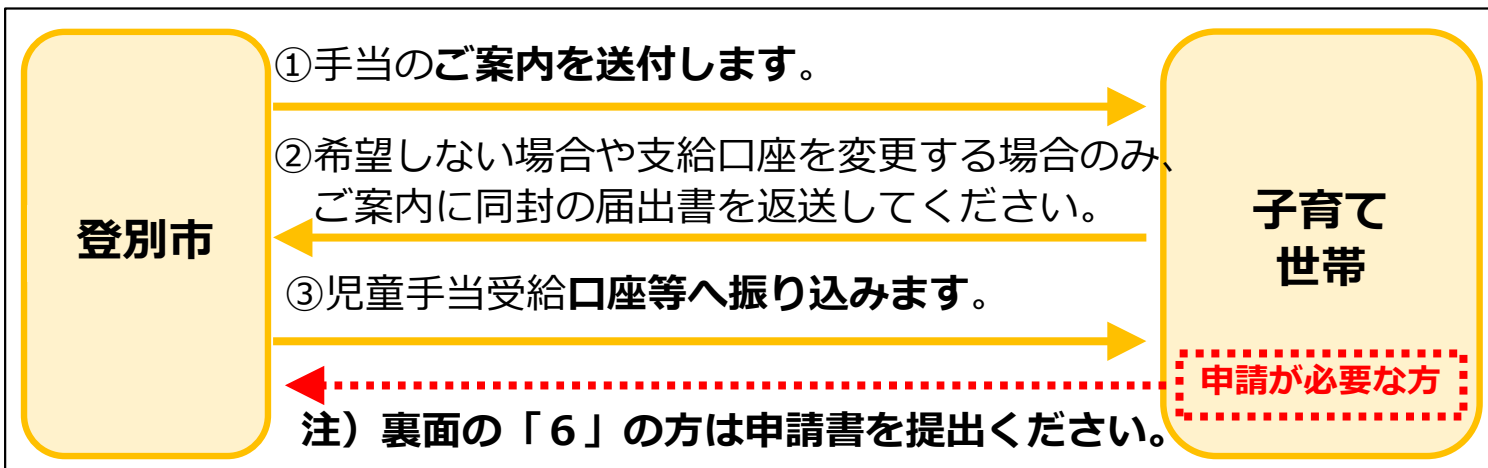 ①手当のご案内を送付します。
②希望しない場合や支給口座を変更する場合のみ、
ご案内に同封の届出書を返送してください。
登別市
子育て
世帯
③児童手当受給口座等へ振り込みます。
申請が必要な方
注）裏面の「６」の方は申請書を提出ください。